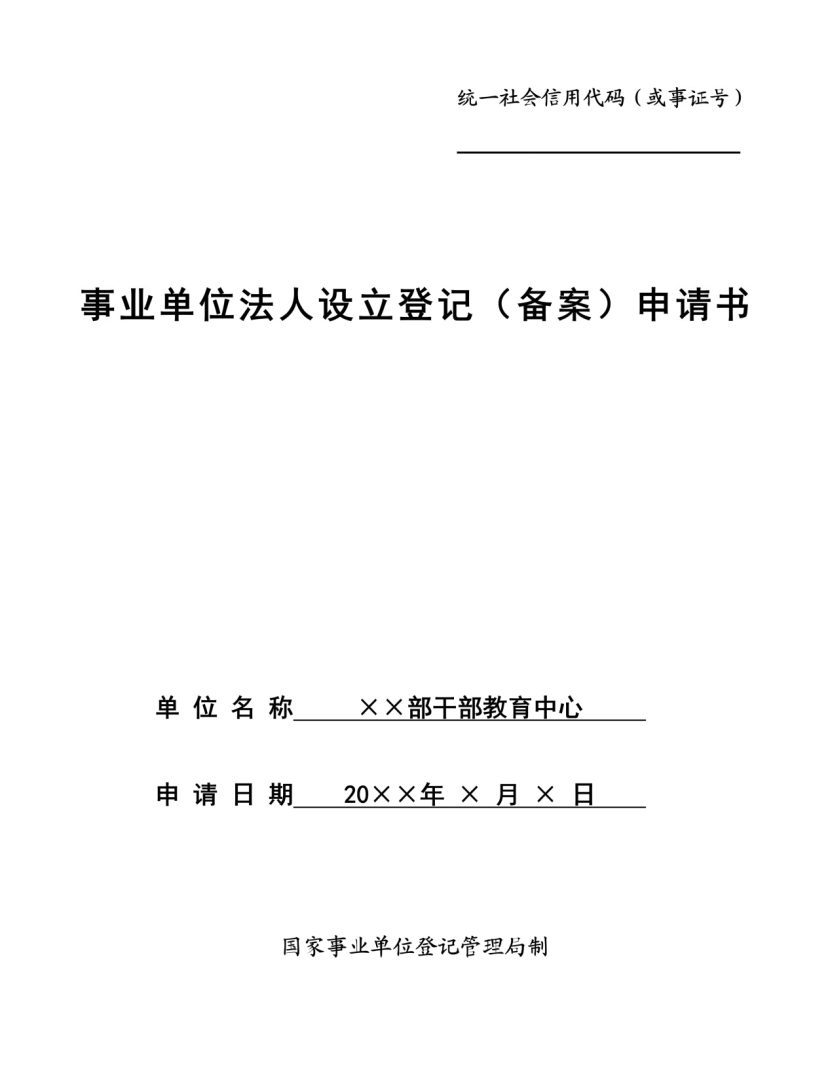 统一社会信用代码（或事证号）
事业单位法人设立登记（备案）申请书
单位名称 ××部干部教育中心
申请日期 20××年 × 月 × 日
国家事业单位登记管理局制